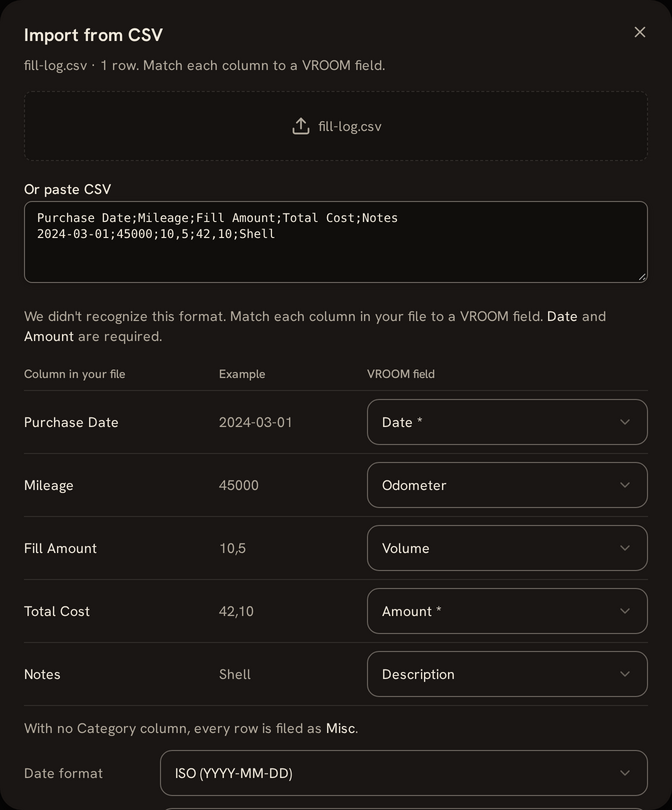 Import from CSV
fill-log.csv · 1 row. Match each column to a VROOM field.
fill-log.csv
Or paste CSV
Purchase Date;Mileage;Fill Amount;Total Cost;Notes
2024-03-01;45000;10,5;42,10;Shell
We didn't recognize this format. Match each column in your file to a VROOM field. Date and
Amount are required.
Column in your file Example VROOM field
Purchase Date 2024-03-01 Date *
Mileage 45000 Odometer
Fill Amount 10,5 Volume
Total Cost 42,10 Amount *
Notes Shell Description
With no Category column, every row is filed as Misc.
Date format ISO (YYYY-MM-DD)